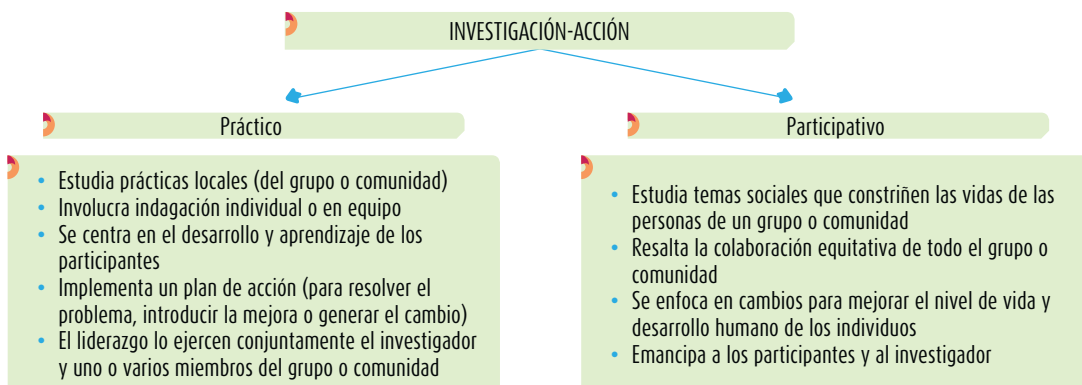 INVESTIGACIÓN-ACCIÓN
Práctico
• Estudia prácticas locales (del grupo o comunidad)
• Involucra indagación individual o en equipo
• Se centra en el desarrollo y aprendizaje de los
participantes
• Implementa un plan de acción (para resolver el
problema, introducir la mejora o generar el cambio)
• El liderazgo lo ejercen conjuntamente el investigador
y uno o varios miembros del grupo o comunidad
Participativo
• Estudia temas sociales que constriñen las vidas de las
personas de un grupo o comunidad
• Resalta la colaboración equitativa de todo el grupo o
comunidad
• Se enfoca en cambios para mejorar el nivel de vida y
desarrollo humano de los individuos
• Emancipa a los participantes y al investigador